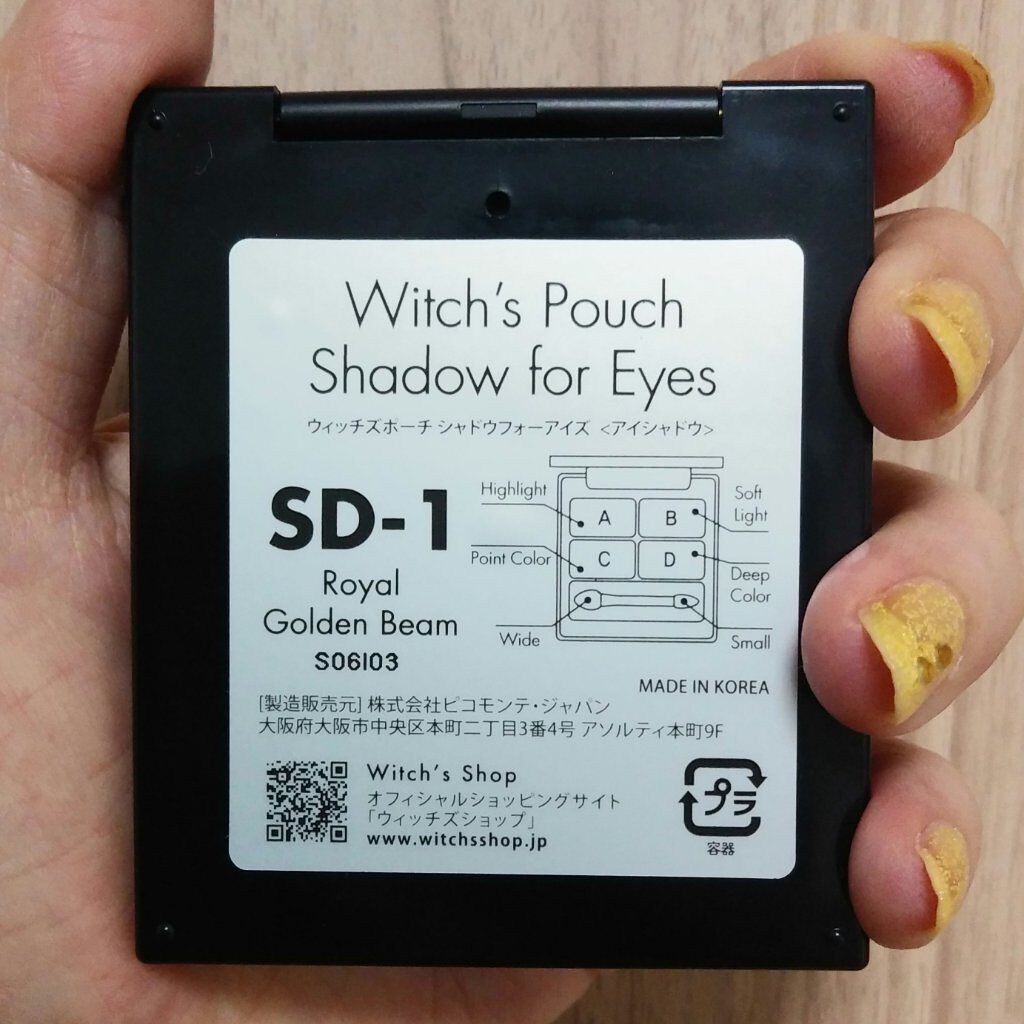 Witch's Pouch
Shadow for Eyes
ウィッチズポーチ シャドウフォーアイズ <アイシャドウ>
SD-1
Royal
Golden Beam
S06I03
Highlight
A
B
Soft
Light
Point Color
C
D
Deep
Color
Wide
Small
MADE IN KOREA
[製造販売元] 株式会社ピコモンテ・ジャパン
大阪府大阪市中央区本町二丁目3番4号 アソルティ本町9F
Witch's Shop
オフィシャルショッピングサイト
「ウィッチズショップ」
www.witchsshop.jp
プラ
容器